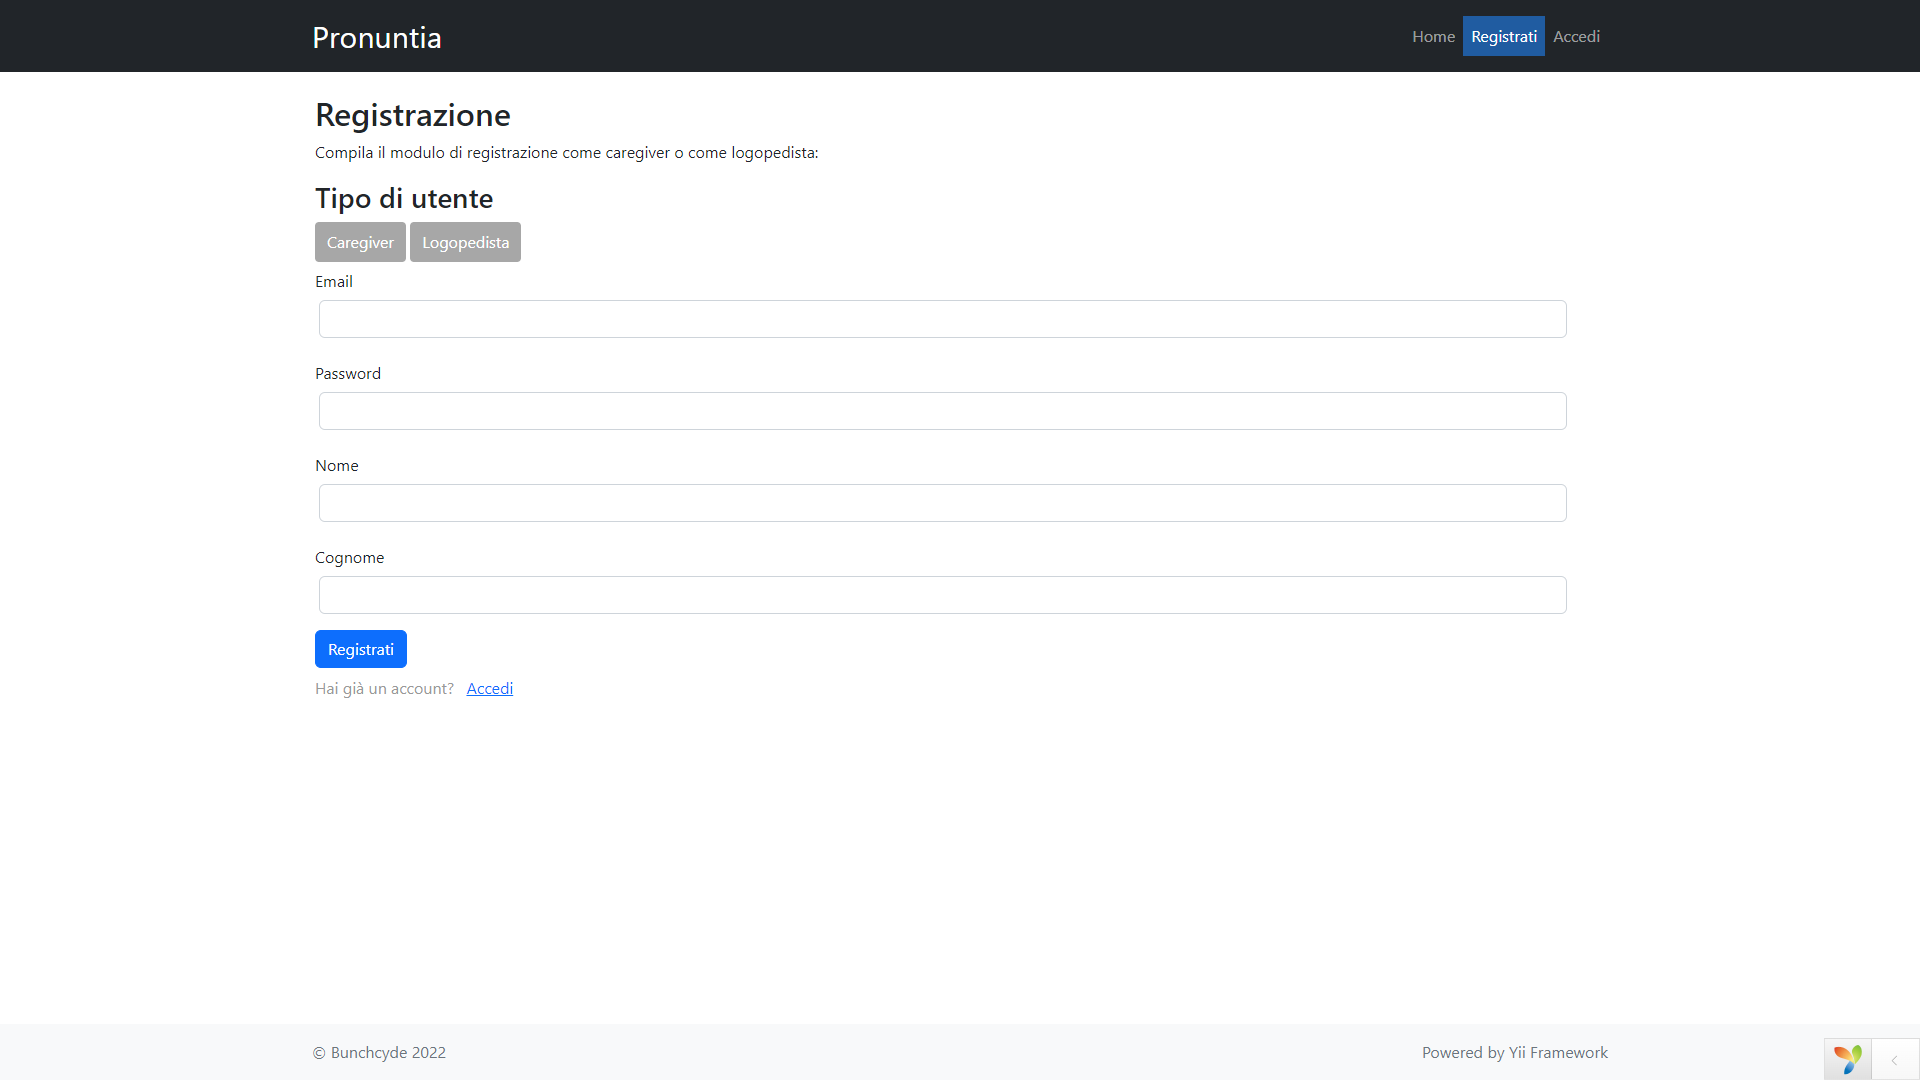 Pronuntia
Home Registrati Accedi
Registrazione
Compila il modulo di registrazione come caregiver o come logopedista:
Tipo di utente
Caregiver Logopedista
Email
Password
Nome
Cognome
Registrati
Hai già un account? Accedi
© Bunchcyde 2022 Powered by Yii Framework